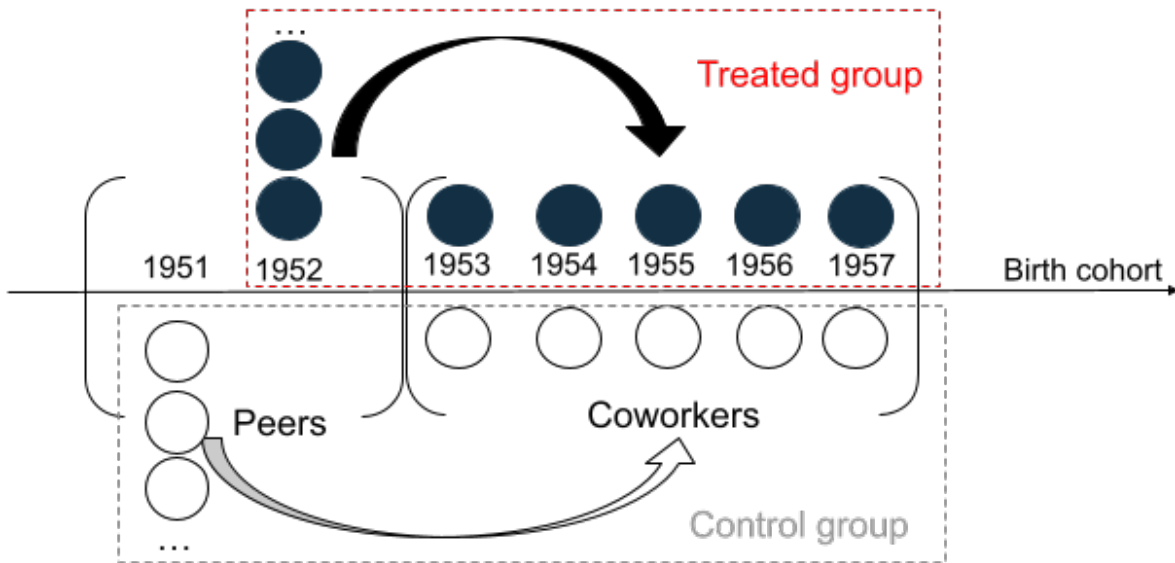 ...
Treated group
1951 1952 1953 1954 1955 1956 1957
Birth cohort
Peers
Coworkers
Control group
...